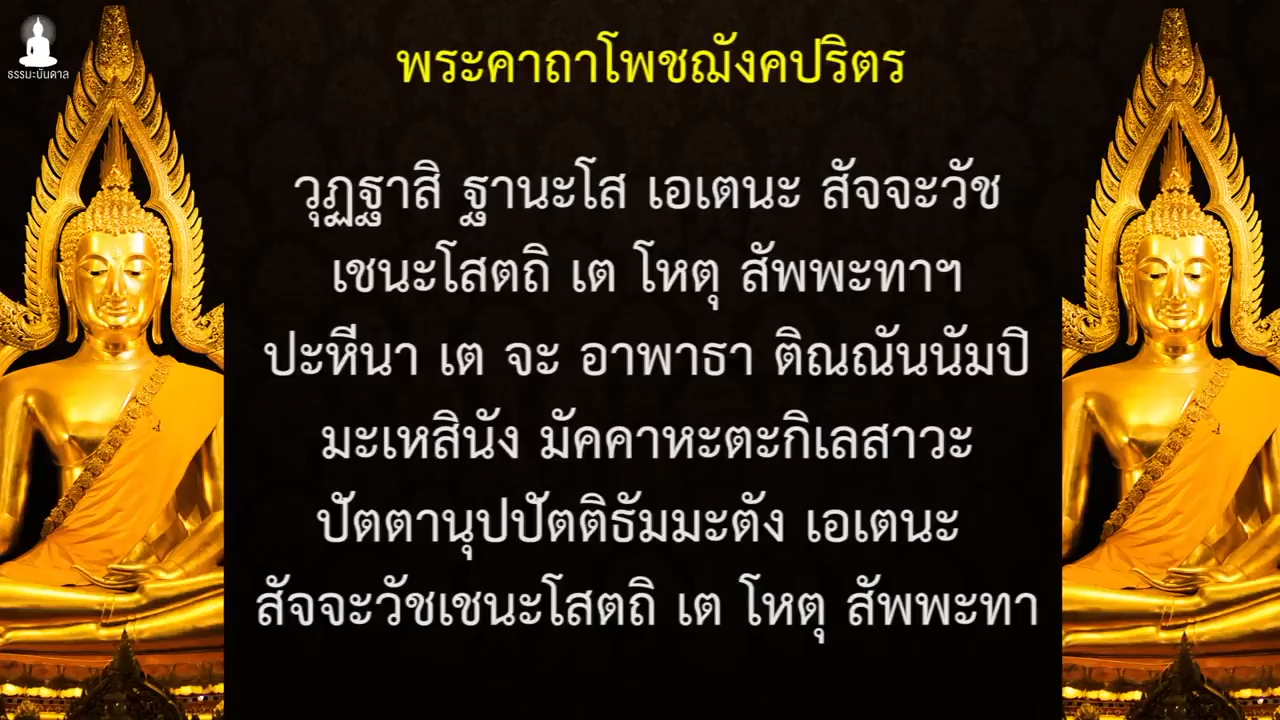 ธรรมะบันดาล
พระคาถาโพชฌังคปริตร
วุฏฐาสิ ฐานะโส เอเตนะ สัจจะวัช
เชนะโสตถิ เต โหตุ สัพพะทาฯ
ปะหีนา เต จะ อาพาธา ติณณันนัมปิ
มะเหสินัง มัคคาหะตะกิเลสาวะ
ปัตตานุปปัตติธัมมะตัง เอเตนะ
สัจจะวัชเชนะโสตถิ เต โหตุ สัพพะทา